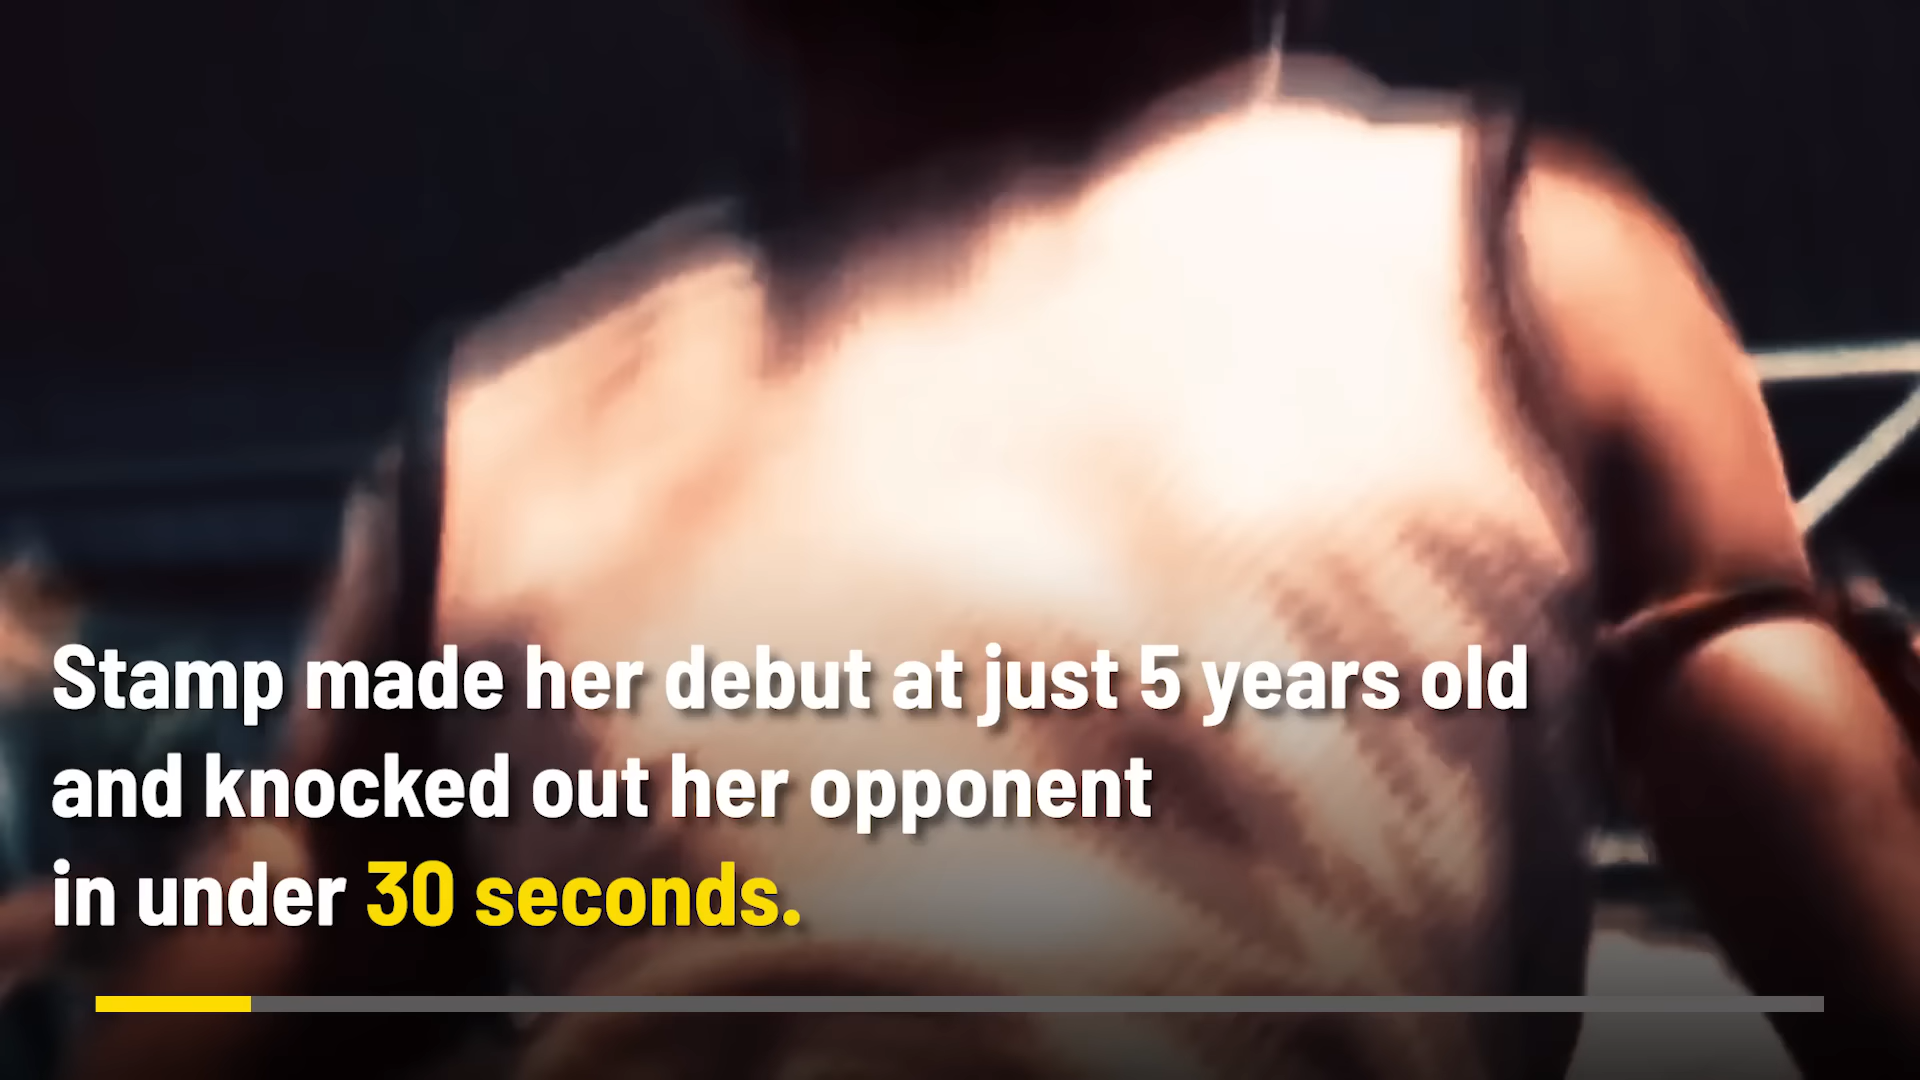 Stamp made her debut at just 5 years old
and knocked out her opponent
in under 30 seconds.